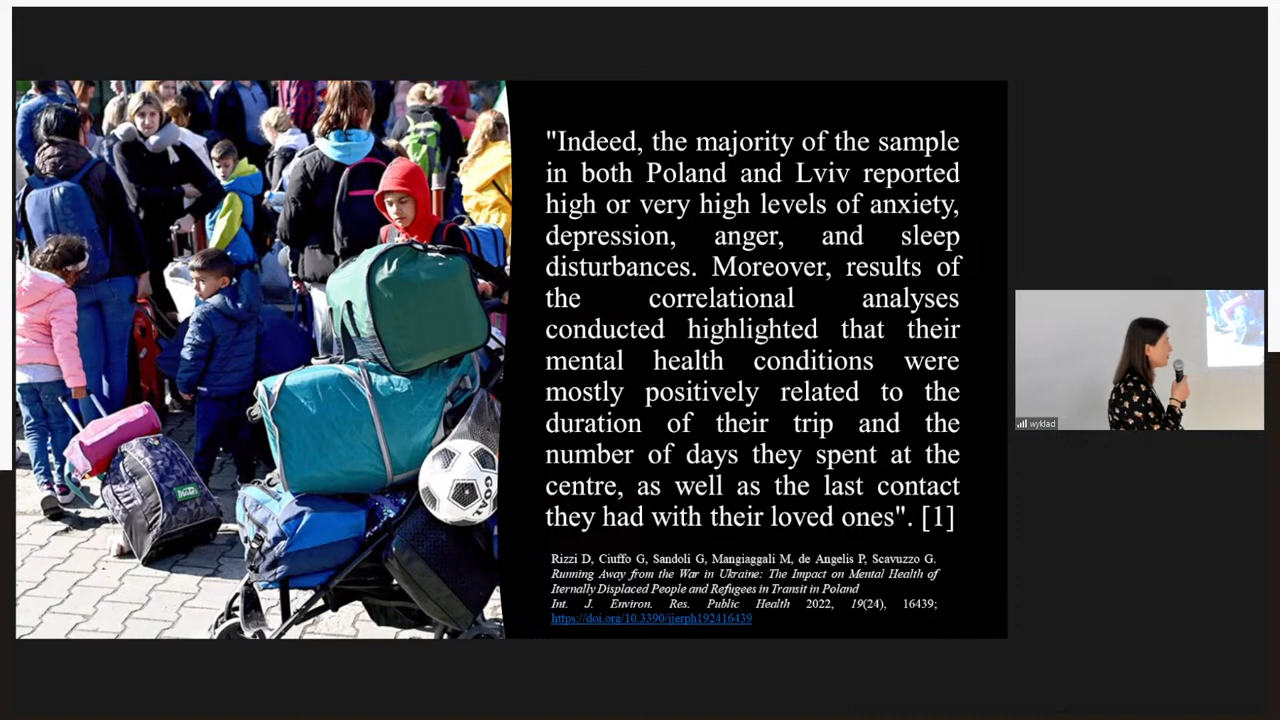 "Indeed, the majority of the sample
in both Poland and Lviv reported
high or very high levels of anxiety,
depression, anger, and sleep
disturbances. Moreover, results of
the correlational analyses
conducted highlighted that their
mental health conditions were
mostly positively related to the
duration of their trip and the
number of days they spent at the
centre, as well as the last contact
they had with their loved ones". [1]
Rizzi D, Ciuffo G, Sandoli G, Mangiaggali M, de Angelis P, Scavuzzo G.
Running Away from the War in Ukraine: The Impact on Mental Health of
Iternally Displaced People and Refugees in Transit in Poland
Int. J. Environ. Res. Public Health 2022, 19(24), 16439;
https://doi.org/10.3390/ijerph192416439
GOAL
wyklad